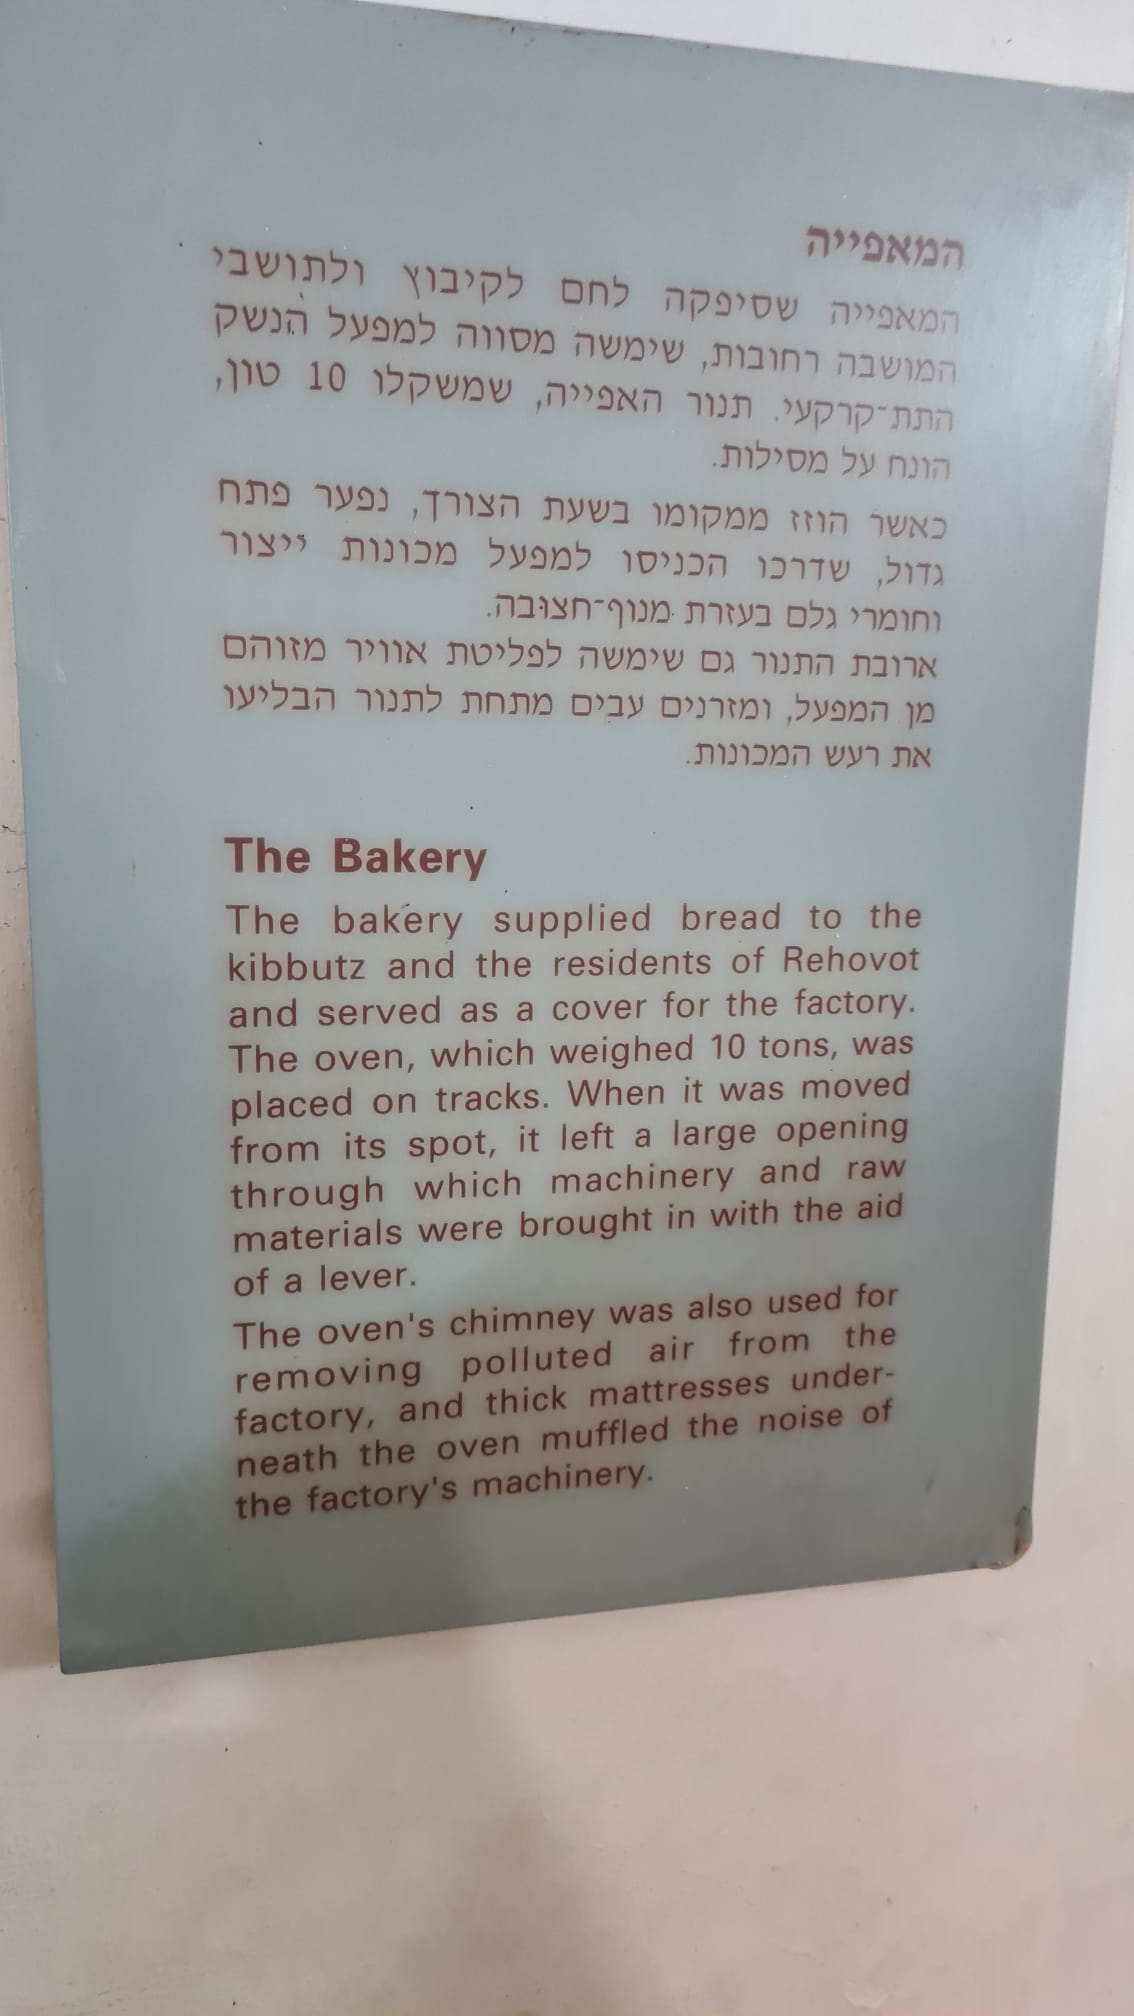 המאפייה
המאפייה שסיפקה לחם לקיבוץ ולתושבי
המושבה רחובות, שימשה מסווה למפעל הנשק
התת-קרקעי. תנור האפייה, שמשקלו 10 טון,
הונח על מסילות.
כאשר הוזז ממקומו בשעת הצורך, נפער פתח
גדול, שדרכו הכניסו למפעל מכונות ייצור
וחומרי גלם בעזרת מנוף-חצובה.
ארובת התנור גם שימשה לפליטת אוויר מזוהם
מן המפעל, ומזרנים עבים מתחת לתנור הבליעו
את רעש המכונות.
The Bakery
The bakery supplied bread to the
kibbutz and the residents of Rehovot
and served as a cover for the factory.
The oven, which weighed 10 tons, was
placed on tracks. When it was moved
from its spot, it left a large opening
through which machinery and raw
materials were brought in with the aid
of a lever.
The oven's chimney was also used for
removing polluted air from the
factory, and thick mattresses under-
neath the oven muffled the noise of
the factory's machinery.